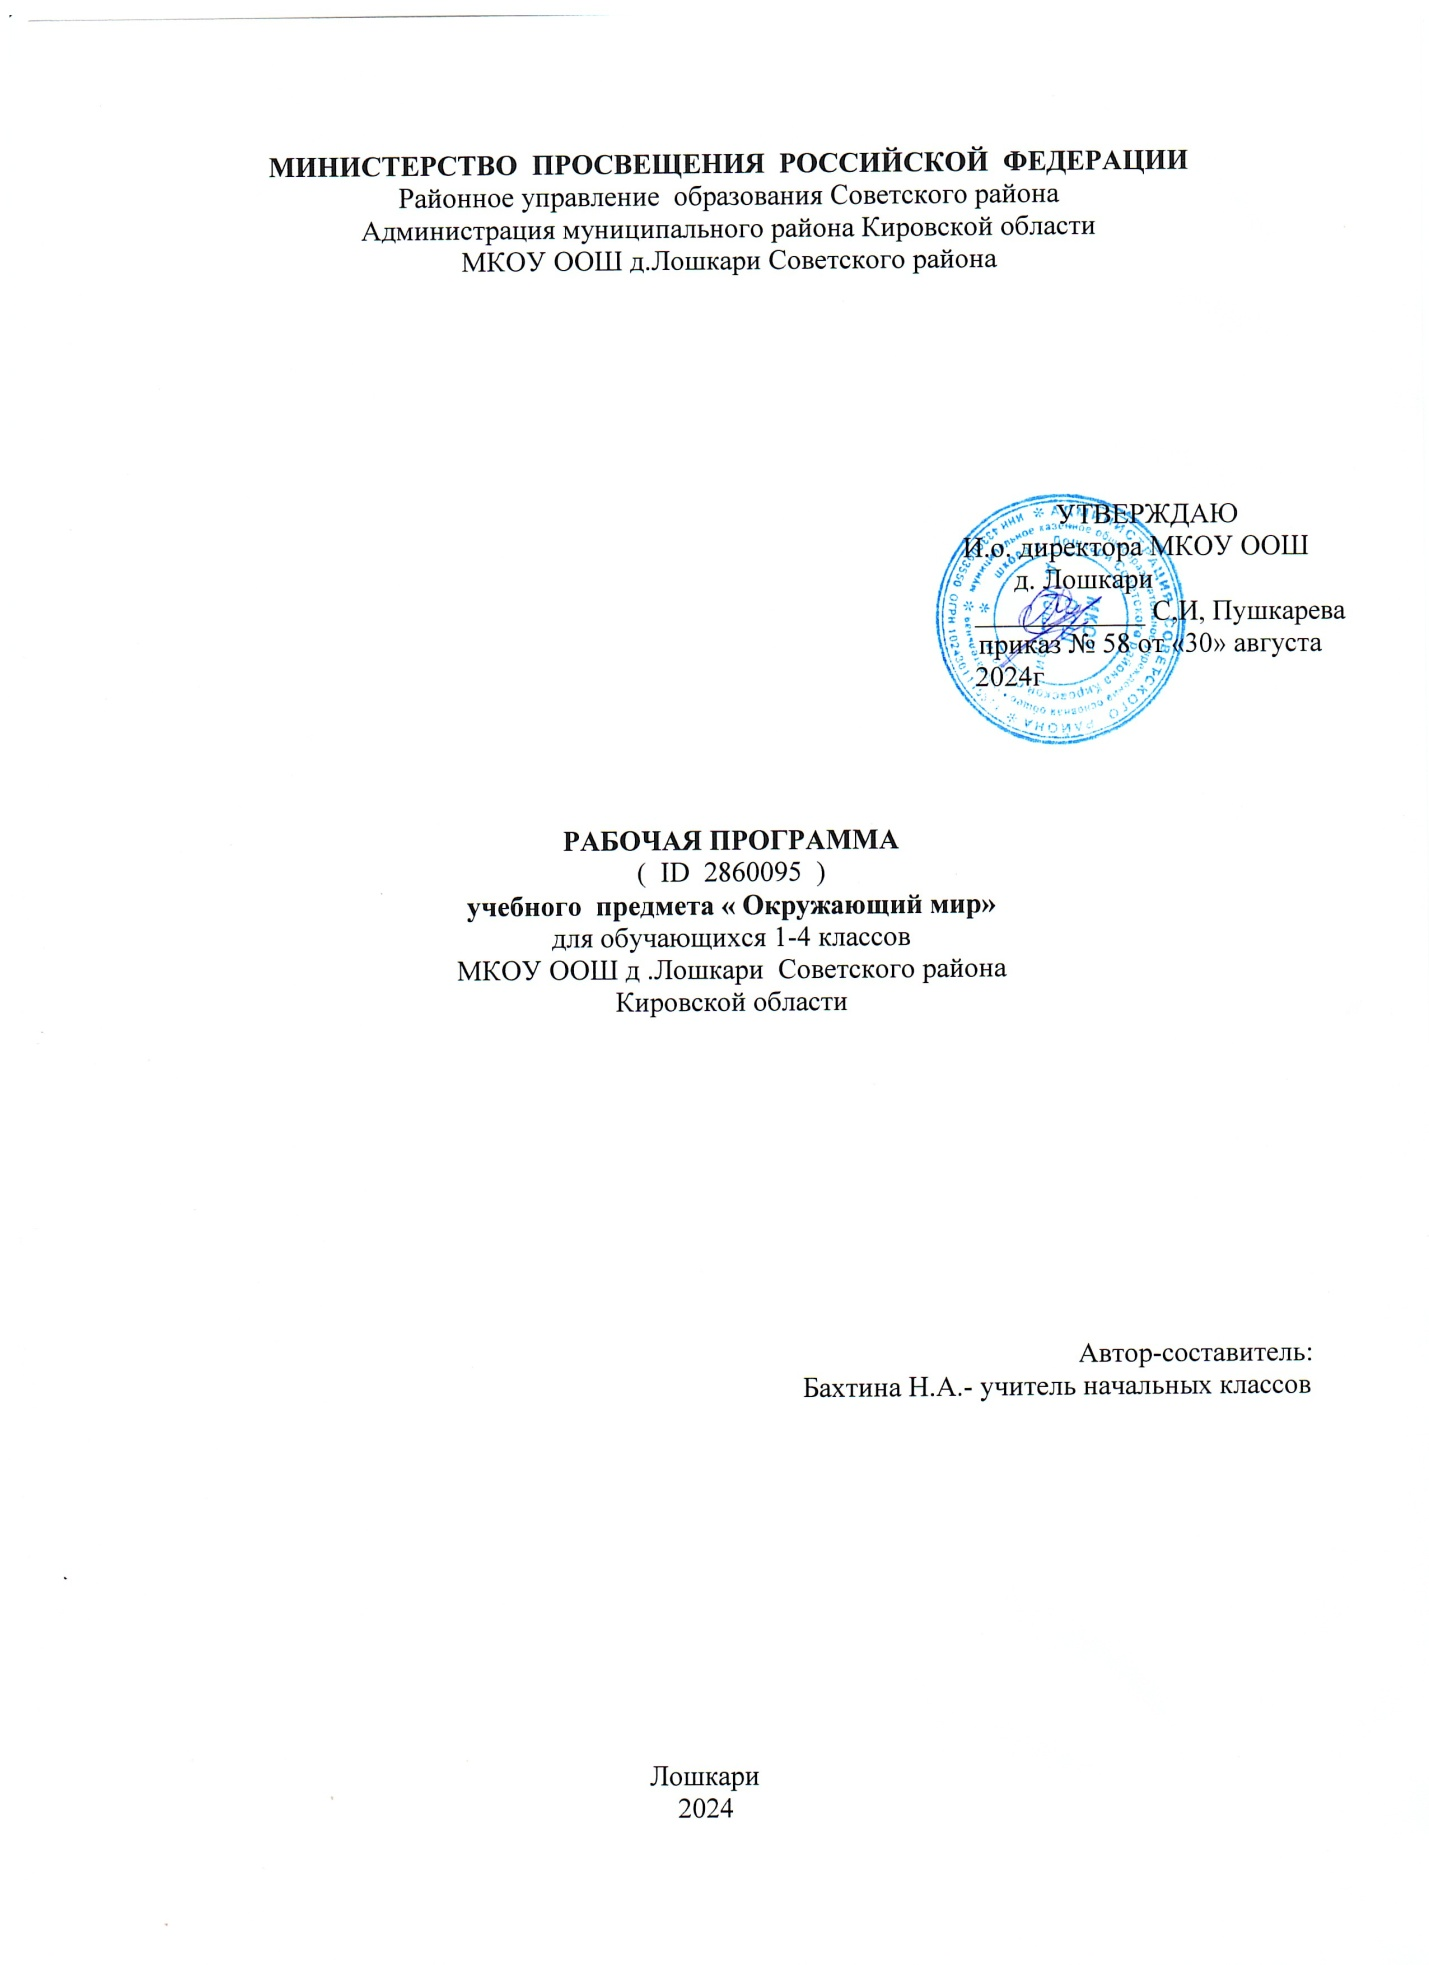 МИНИСТЕРСТВО ПРОСВЕЩЕНИЯ РОССИЙСКОЙ ФЕДЕРАЦИИ
Районное управление образования Советского района
Администрация муниципального района Кировской области
МКОУ ООШ д.Лошкари Советского района
УТВЕРЖДАЮ
И.о. директора МКОУ ООШ
д. Лошкари
____________ С.И, Пушкарева
приказ № 58 от «30» августа
2024г
РАБОЧАЯ ПРОГРАММА
( ID 2860095 )
учебного предмета « Окружающий мир»
для обучающихся 1-4 классов
МКОУ ООШ д .Лошкари Советского района
Кировской области
Автор-составитель:
Бахтина Н.А.- учитель начальных классов
Лошкари
2024